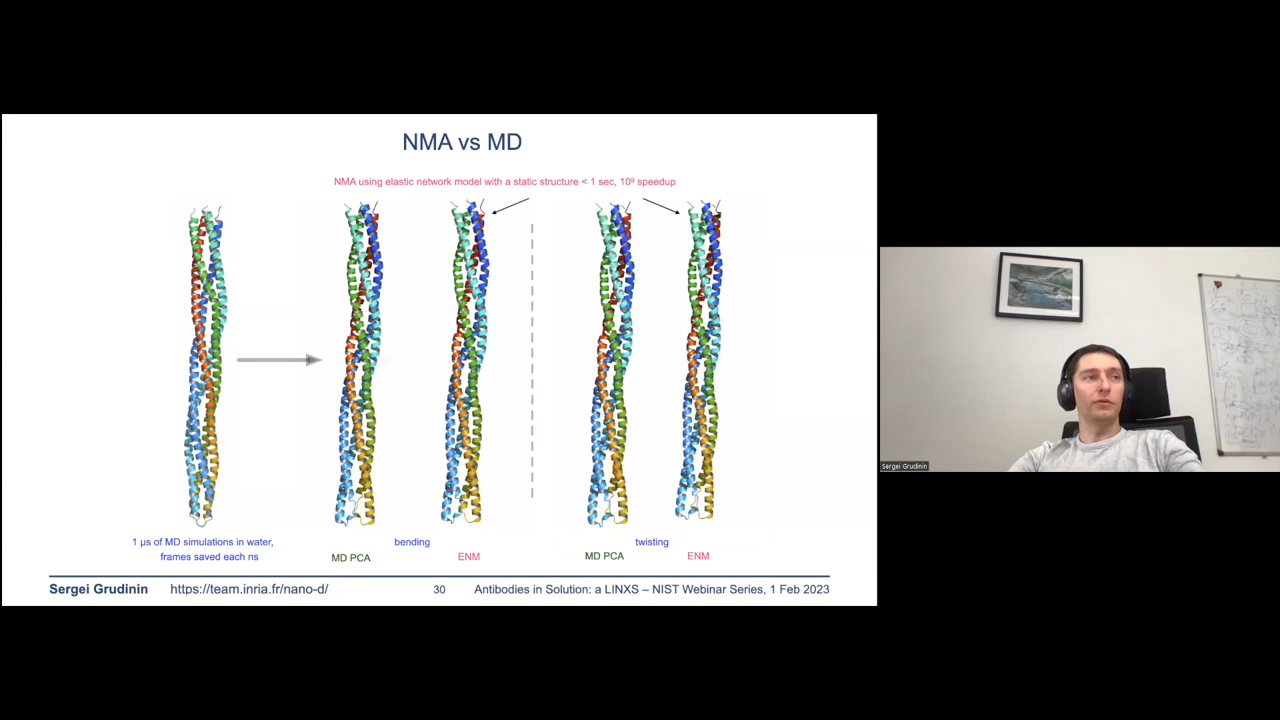 NMA vs MD
NMA using elastic network model with a static structure < 1 sec, 10⁹ speedup
1 μs of MD simulations in water,
frames saved each ns
bending
MD PCA
ENM
twisting
MD PCA
ENM
Sergei Grudinin https://team.inria.fr/nano-d/ 30 Antibodies in Solution: a LINXS – NIST Webinar Series, 1 Feb 2023
Sergei Grudinin